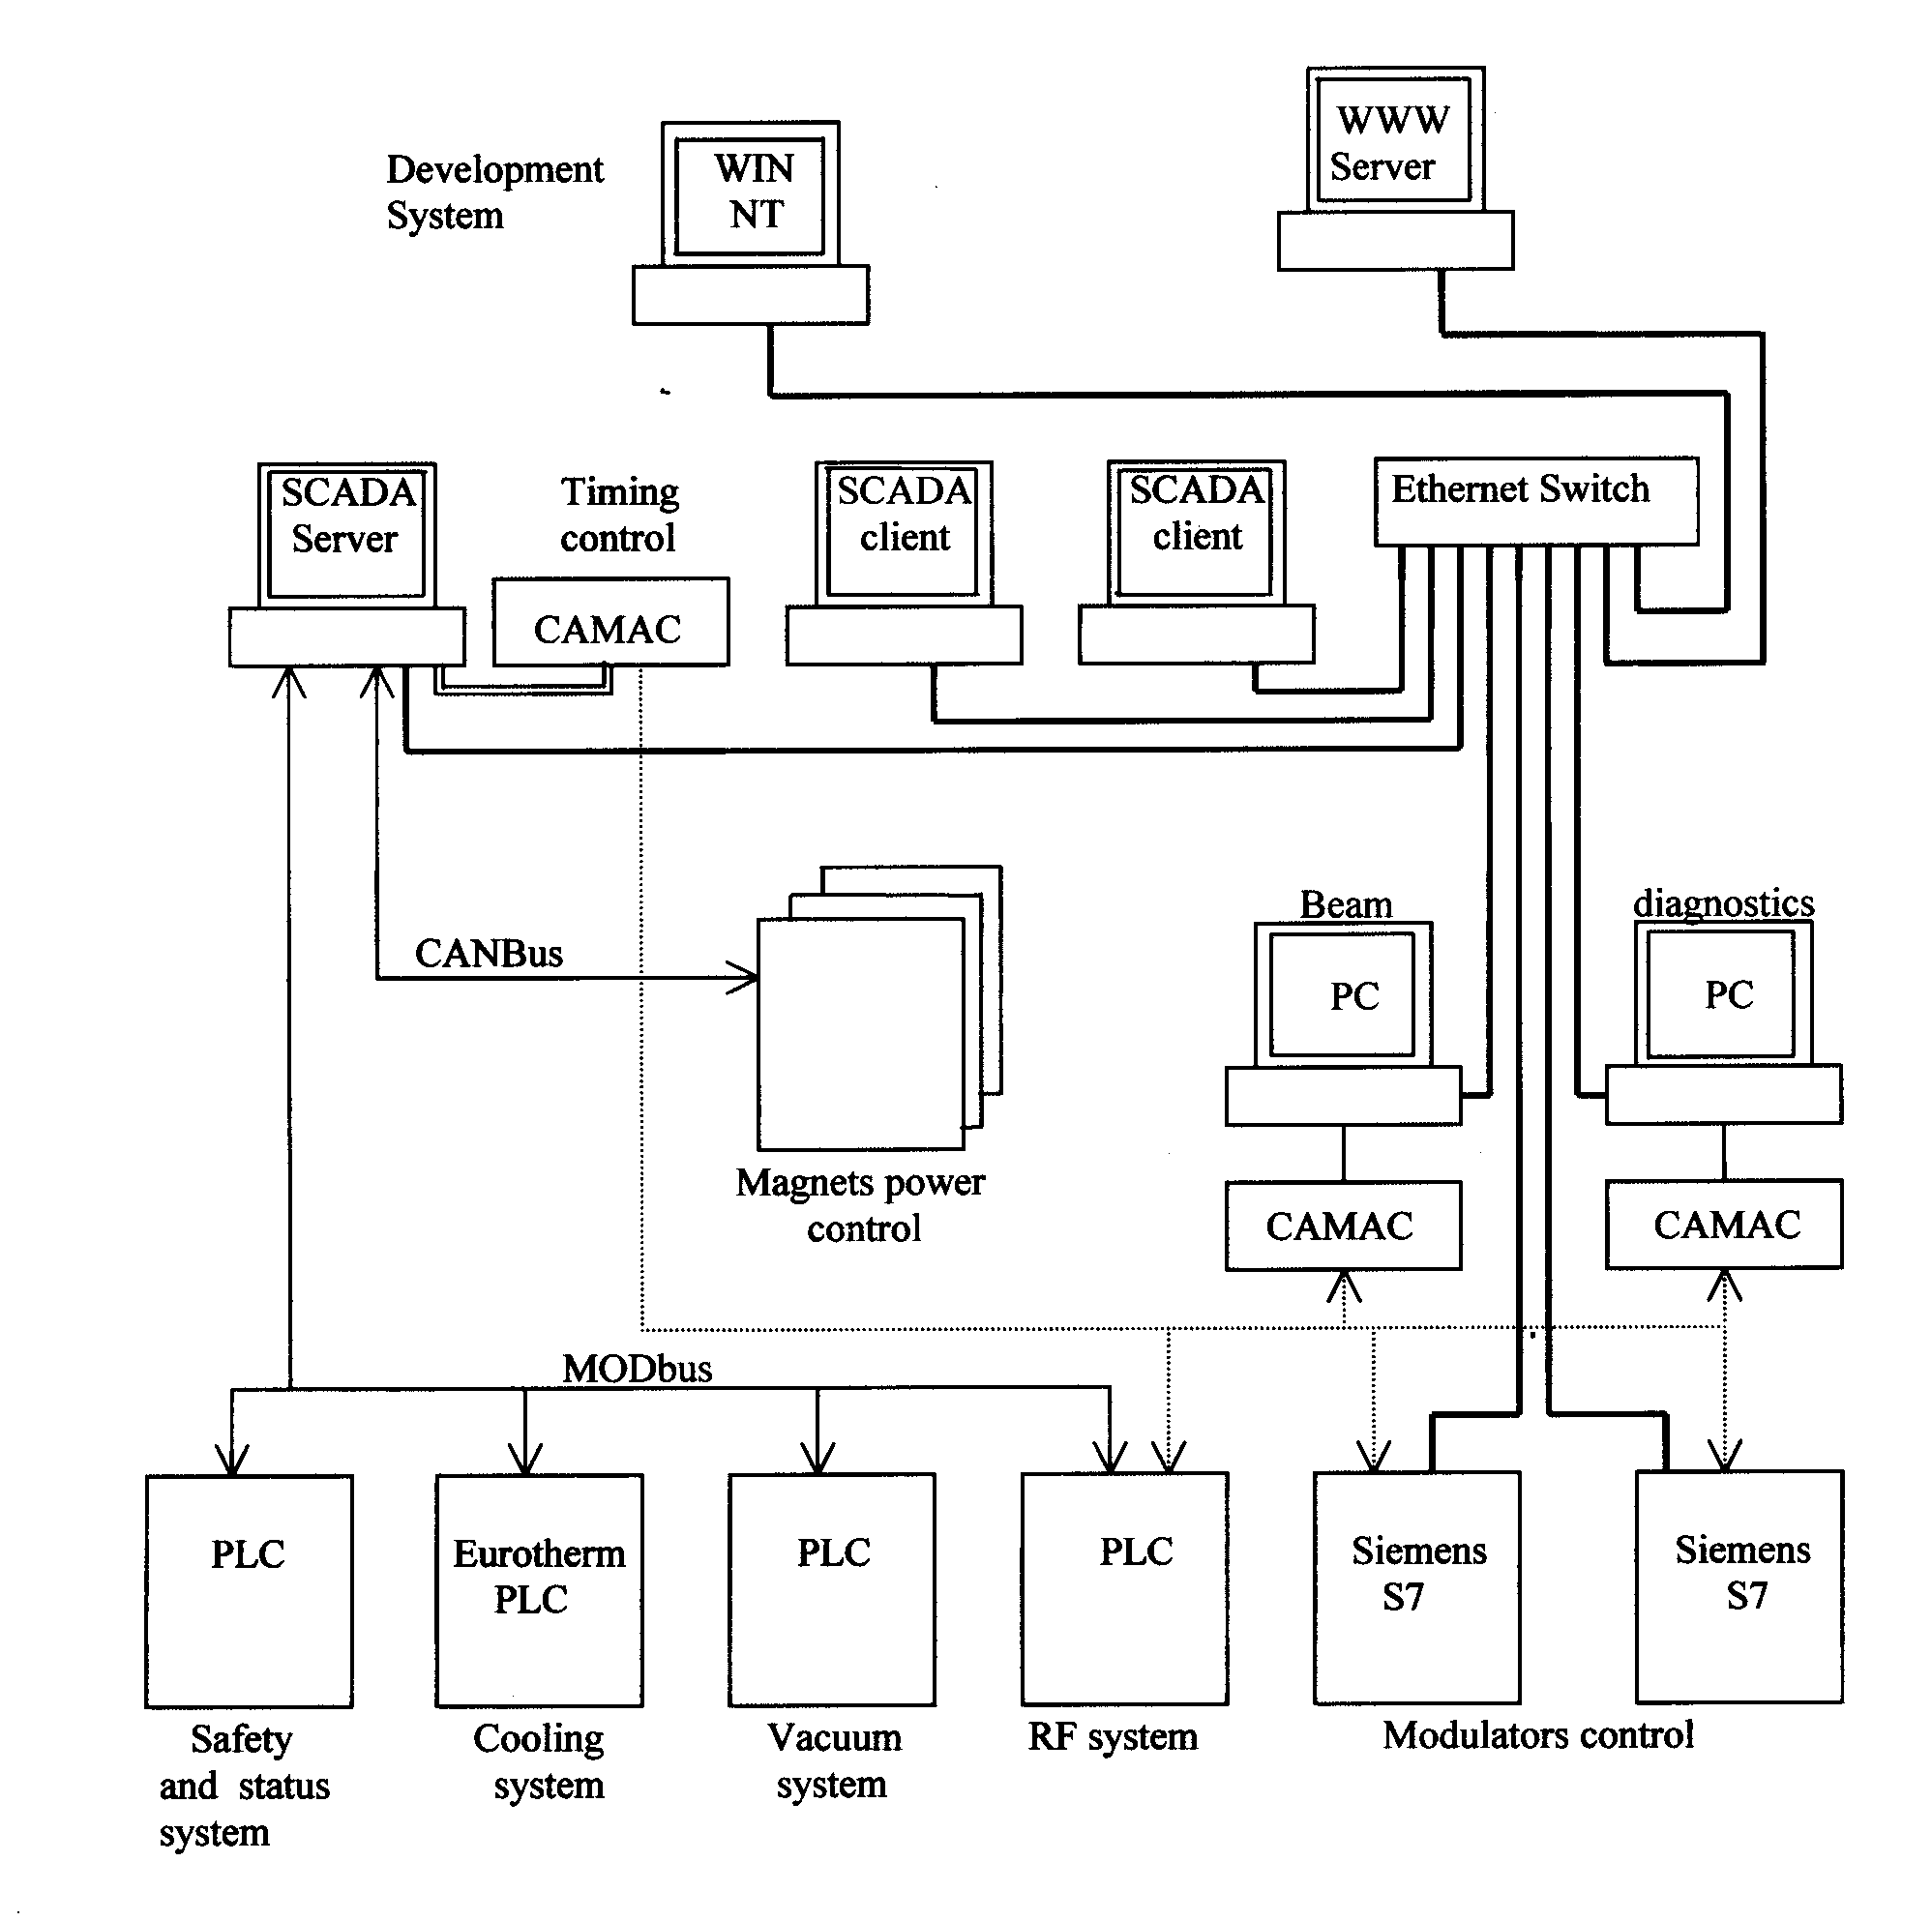 WWW
Server
Development
System
WIN
NT
SCADA
Server
Timing
control
CAMAC
SCADA
client
SCADA
client
Ethernet Switch
CANBus
Magnets power
control
Beam
diagnostics
PC
PC
CAMAC
CAMAC
MODbus
PLC
Eurotherm
PLC
PLC
PLC
Siemens
S7
Siemens
S7
Safety
and status
system
Cooling
system
Vacuum
system
RF system
Modulators control